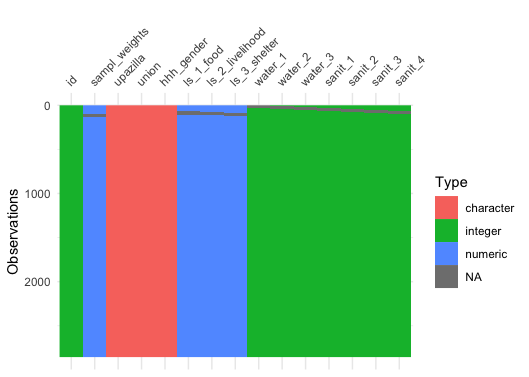 id
sampl_weights
upazilla
union
hhh_gender
ls_1_food
ls_2_livelihood
ls_3_shelter
water_1
water_2
water_3
sanit_1
sanit_2
sanit_3
sanit_4
0
1000
2000
Observations
Type
character
integer
numeric
NA